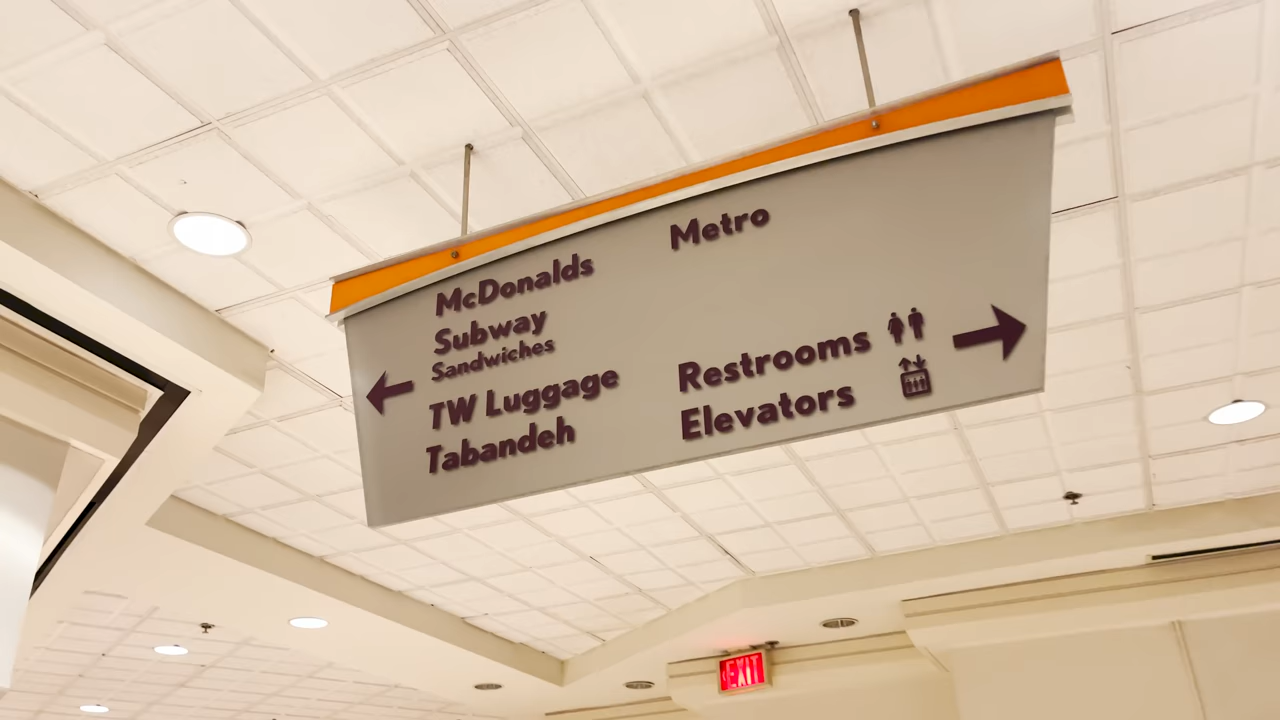 Metro
McDonalds
Subway
Sandwiches
TW Luggage
Tabandeh
Restrooms
Elevators
EXIT